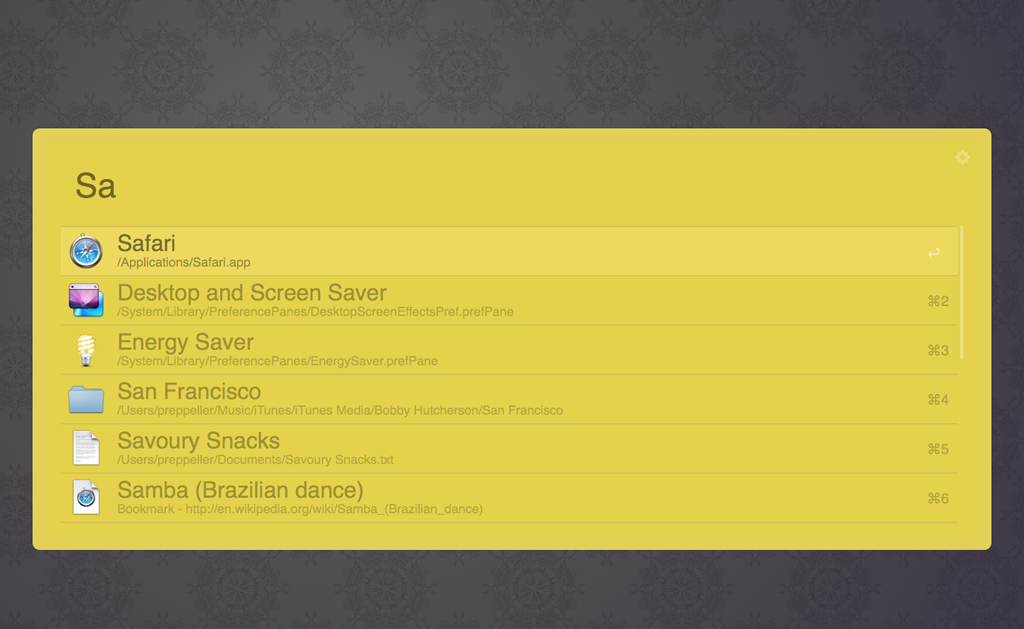 Sa
Safari
/Applications/Safari.app
↩
Desktop and Screen Saver
/System/Library/PreferencePanes/DesktopScreenEffectsPref.prefPane
⌘2
Energy Saver
/System/Library/PreferencePanes/EnergySaver.prefPane
⌘3
San Francisco
/Users/preppeller/Music/iTunes/iTunes Media/Bobby Hutcherson/San Francisco
⌘4
Savoury Snacks
/Users/preppeller/Documents/Savoury Snacks.txt
⌘5
Samba (Brazilian dance)
Bookmark - http://en.wikipedia.org/wiki/Samba_(Brazilian_dance)
⌘6